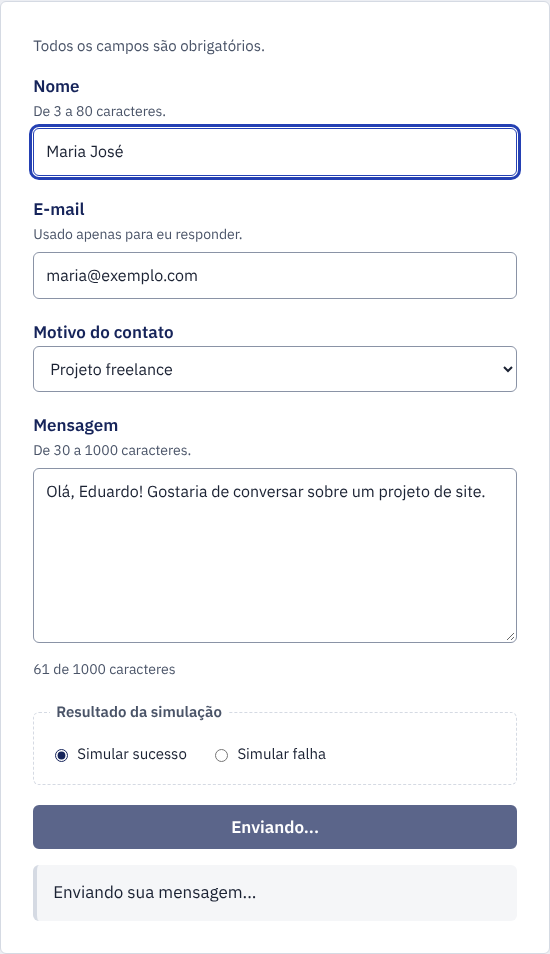 Todos os campos são obrigatórios.
Nome
De 3 a 80 caracteres.
Maria José
E-mail
Usado apenas para eu responder.
maria@exemplo.com
Motivo do contato
Projeto freelance
Mensagem
De 30 a 1000 caracteres.
Olá, Eduardo! Gostaria de conversar sobre um projeto de site.
61 de 1000 caracteres
Resultado da simulação
Simular sucesso Simular falha
Enviando...
Enviando sua mensagem...